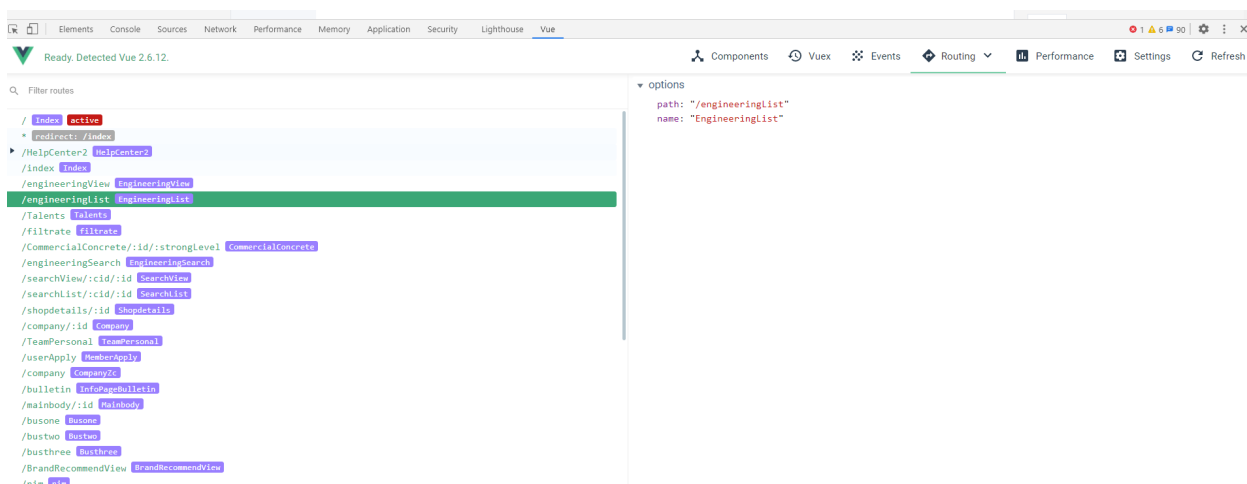 Elements Console Sources Network Performance Memory Application Security Lighthouse Vue 1 6 90
Ready. Detected Vue 2.6.12. Components Vuex Events Routing Performance Settings Refresh
Filter routes
/ Index active
* redirect: /index
/HelpCenter2 HelpCenter2
/index Index
/engineeringView EngineeringView
/engineeringList EngineeringList
/Talents Talents
/filtrate filtrate
/CommercialConcrete/:id/:strongLevel CommercialConcrete
/engineeringSearch EngineeringSearch
/searchView/:cid/:id SearchView
/searchList/:cid/:id SearchList
/shopdetails/:id Shopdetails
/company/:id Company
/TeamPersonal TeamPersonal
/userApply MemberApply
/company CompanyZc
/bulletin InfoPageBulletin
/mainbody/:id Mainbody
/busone Busone
/bustwo Bustwo
/busthree Busthree
/BrandRecommendView BrandRecommendView
options
path: "/engineeringList"
name: "EngineeringList"